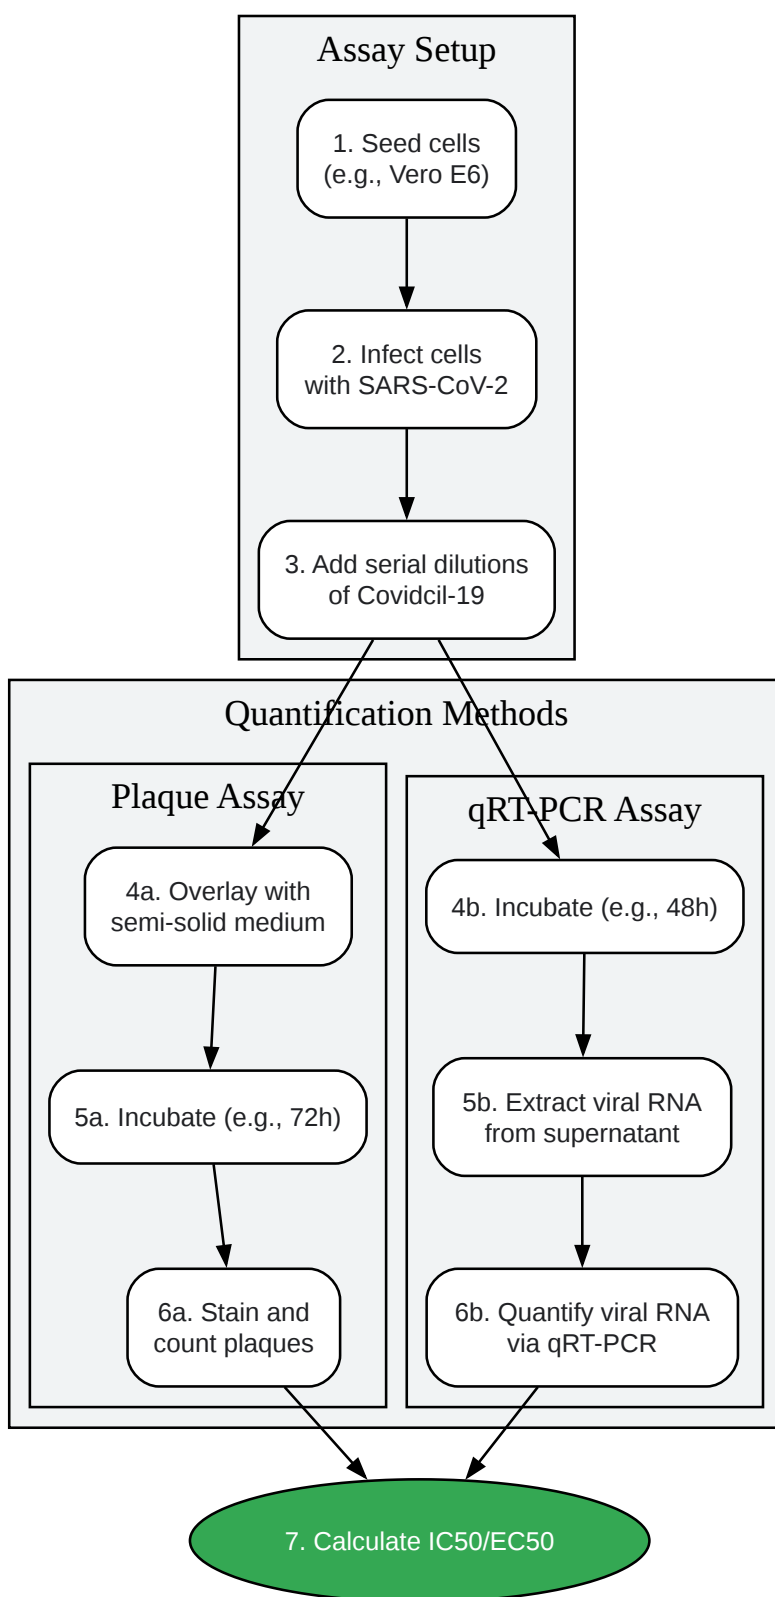 Assay Setup
1. Seed cells
(e.g., Vero E6)
2. Infect cells
with SARS-CoV-2
3. Add serial dilutions
of Covidcil-19
Quantification Methods
Plaque Assay
4a. Overlay with
semi-solid medium
5a. Incubate (e.g., 72h)
6a. Stain and
count plaques
qRT-PCR Assay
4b. Incubate (e.g., 48h)
5b. Extract viral RNA
from supernatant
6b. Quantify viral RNA
via qRT-PCR
7. Calculate IC50/EC50